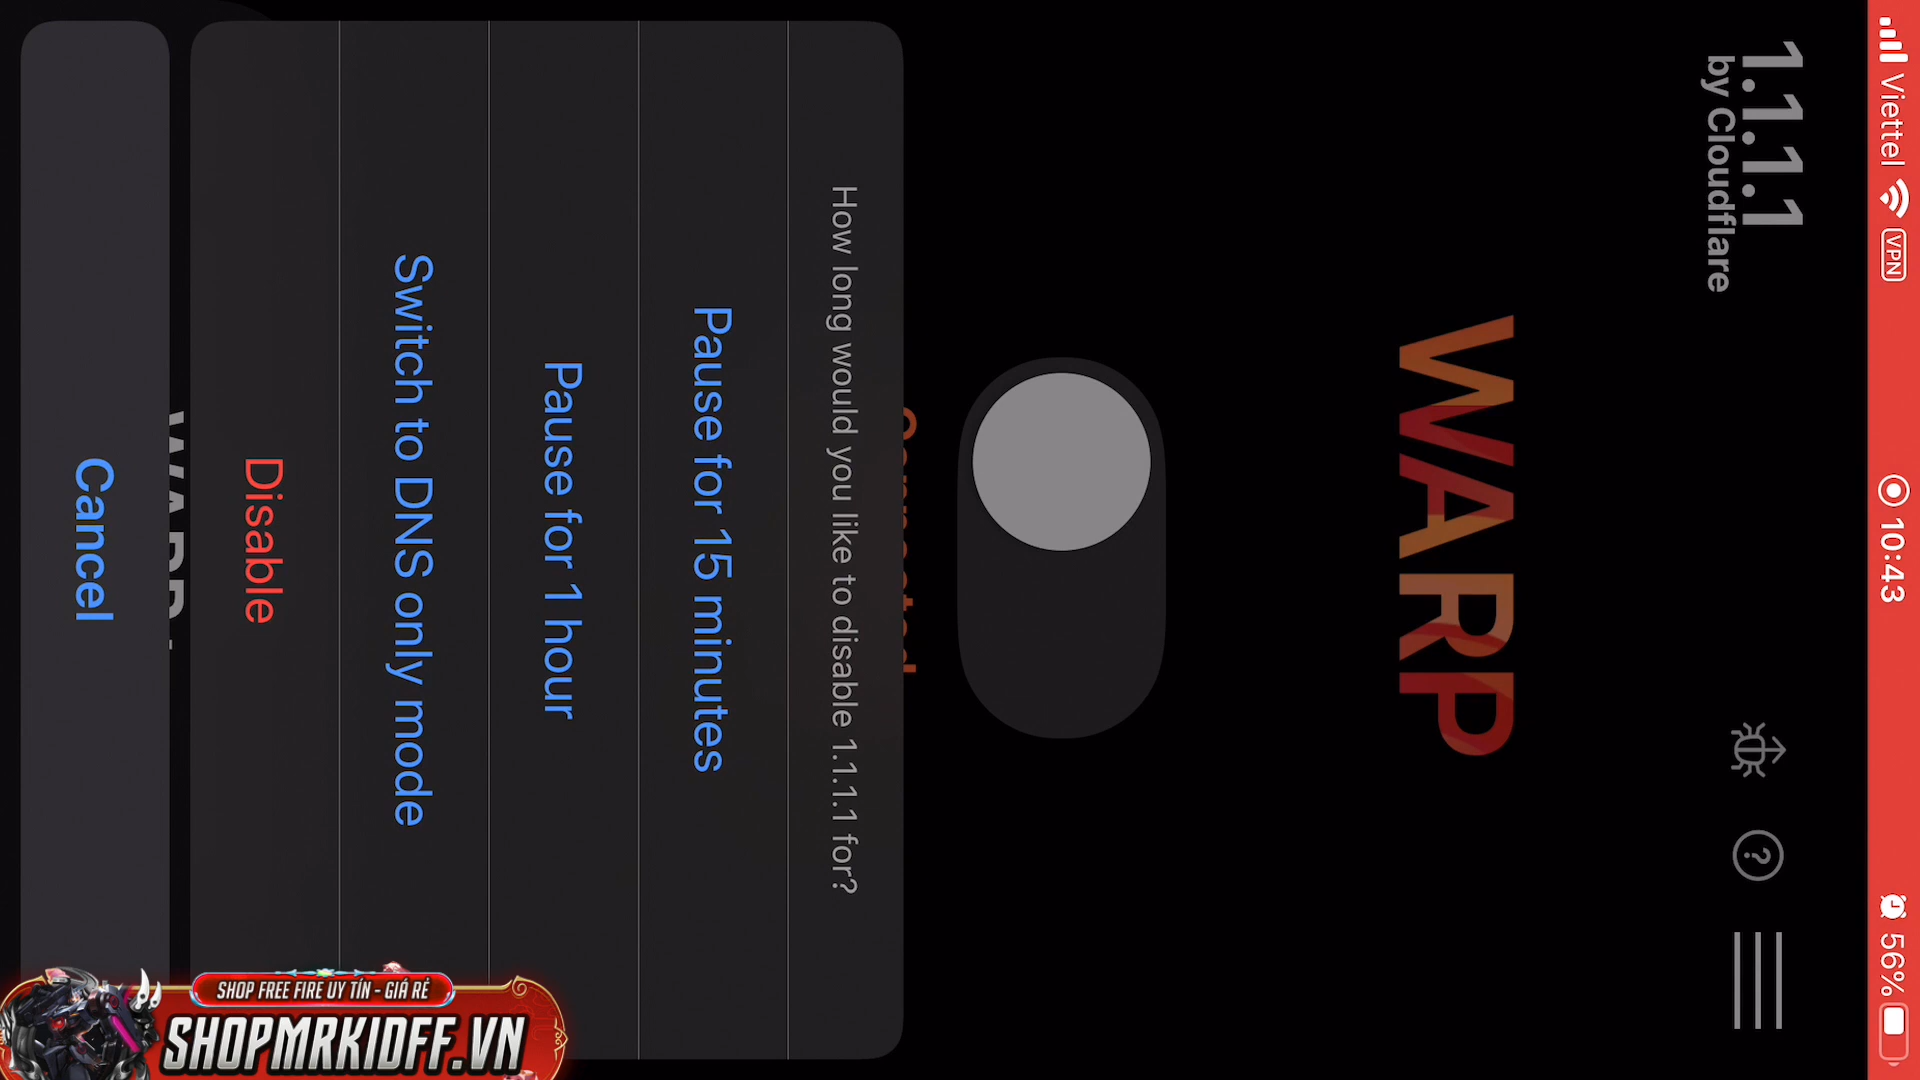 Viettel VPN 10:43 56%
1.1.1.1
by Cloudflare
WARP
Connected
How long would you like to disable 1.1.1.1 for?
Pause for 15 minutes
Pause for 1 hour
Switch to DNS only mode
Disable
Cancel
SHOP FREE FIRE UY TÍN - GIÁ RẺ
SHOPMRKIDFF.VN